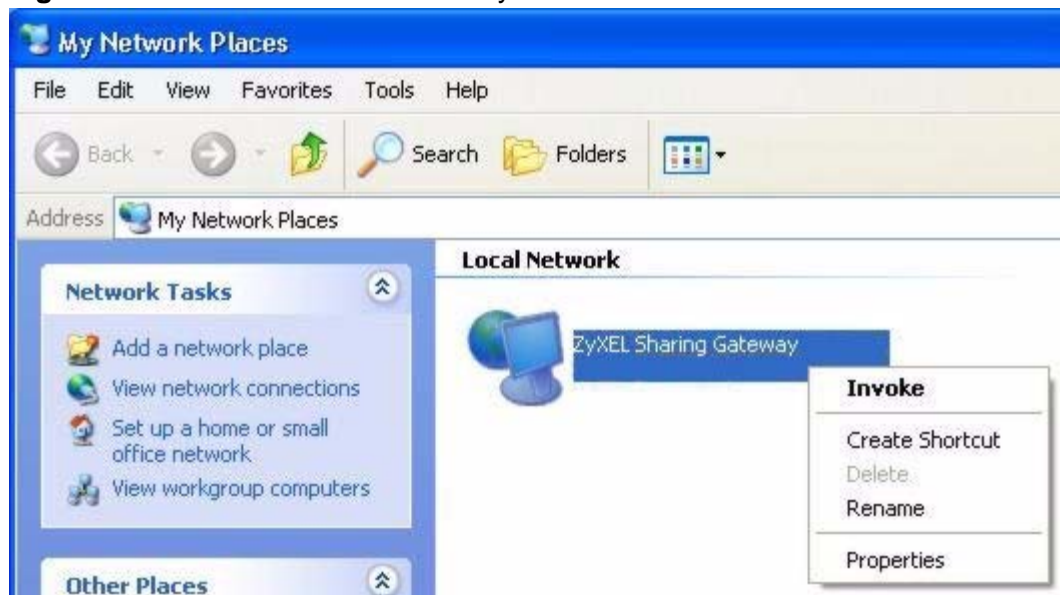 My Network Places
File Edit View Favorites Tools Help
Back Search Folders
Address My Network Places
Network Tasks
Add a network place
View network connections
Set up a home or small
office network
View workgroup computers
Other Places
Local Network
ZyXEL Sharing Gateway
Invoke
Create Shortcut
Delete
Rename
Properties